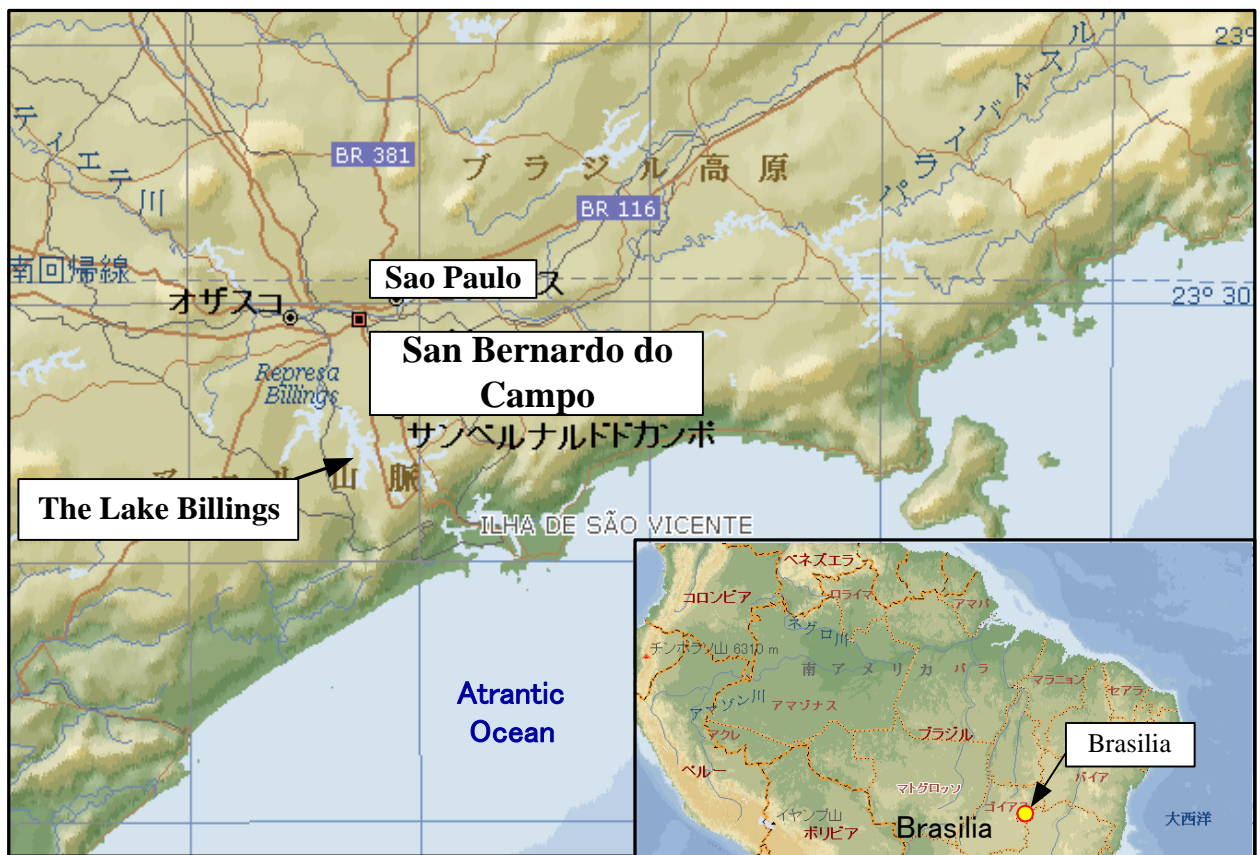 23°
ティエテ川
パライバドスル
BR 381
ブラジル高原
BR 116
南回帰線
Sao Paulo
ス
オザスコ
23° 30
San Bernardo do
Campo
Represa
Billings
サンベルナルドドカンポ
山脈
The Lake Billings
ILHA DE SÃO VICENTE
Atrantic
Ocean
ベネズエラ
コロンビア
ロライマ
アマパ
ネグロ川
チンボラソ山 6310 m
南アメリカ
パラ
マラニョン
セアラ
アマゾン川
アマゾナス
アクレ
ブラジル
Brasilia
ペルー
バイア
マトグロッソ
ゴイアス
イヤンプ山
ボリビア
Brasilia
大西洋